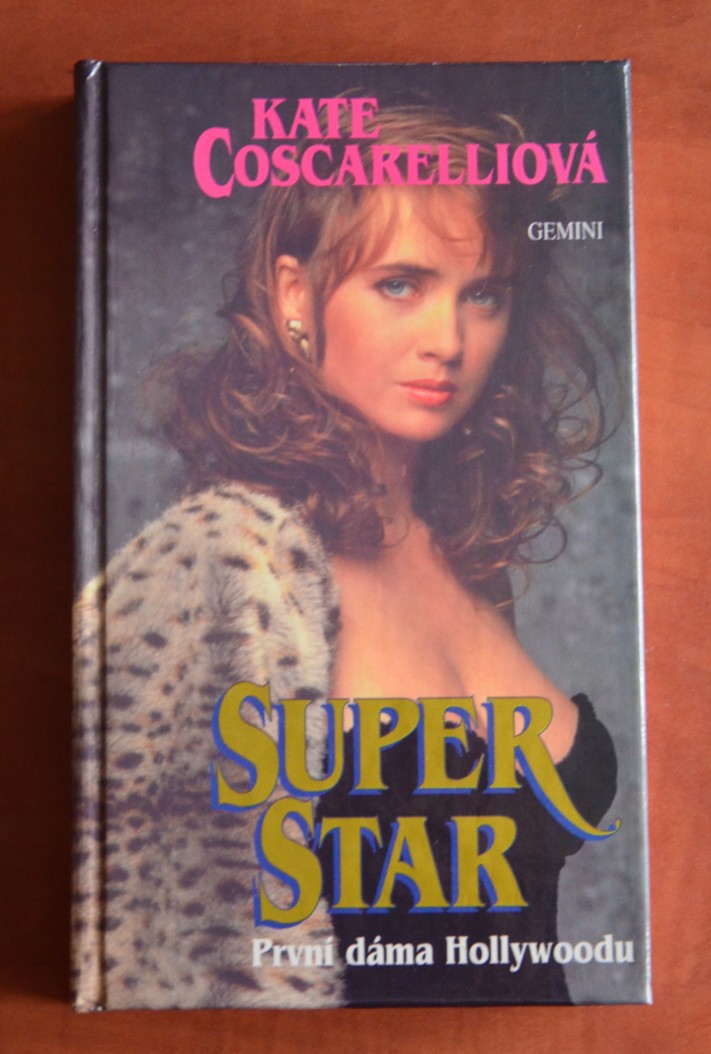 KATE
COSCARELLIOVÁ
GEMINI
SUPER
STAR
První dáma Hollywoodu